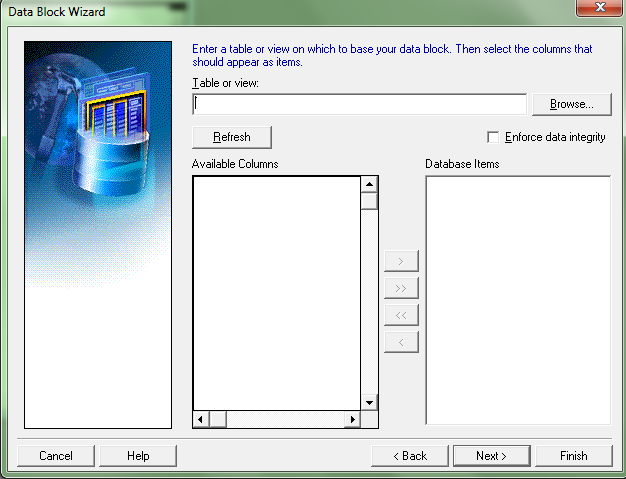 Data Block Wizard
Enter a table or view on which to base your data block. Then select the columns that
should appear as items.
Table or view:
Browse...
Refresh
Enforce data integrity
Available Columns
Database Items
>
>>
<<
<
Cancel
Help
< Back
Next >
Finish